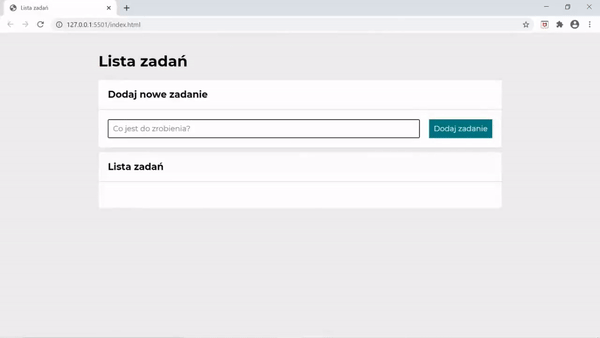 Lista zadań
127.0.0.1:5501/index.html
Lista zadań
Dodaj nowe zadanie
Co jest do zrobienia?
Dodaj zadanie
Lista zadań